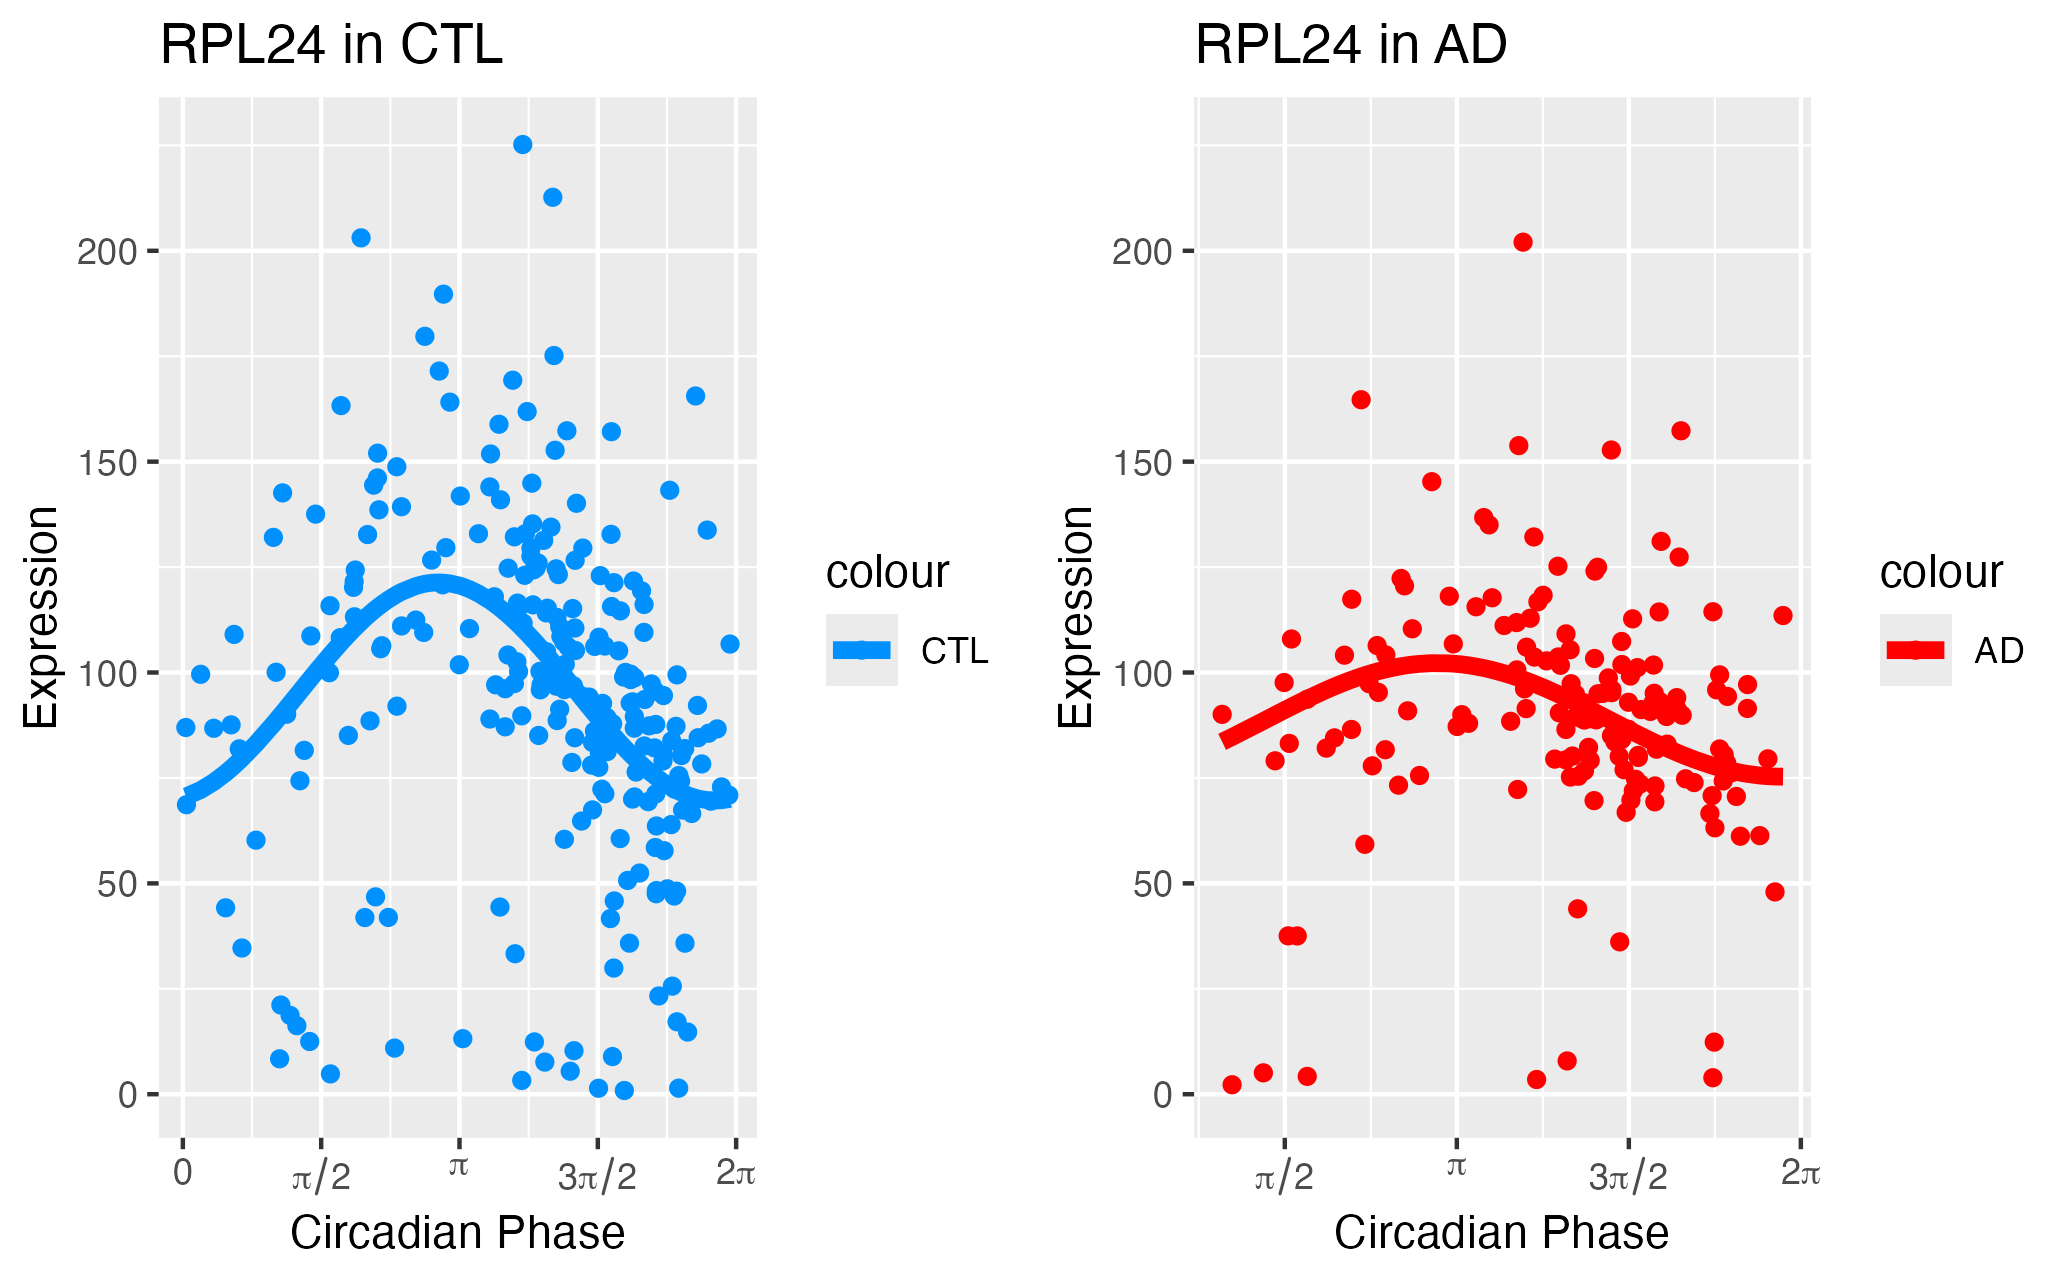 RPL24 in CTL
200
150
100
50
0
Expression
0 π/2 π 3π/2 2π
Circadian Phase
colour
CTL
RPL24 in AD
200
150
100
50
0
Expression
π/2 π 3π/2 2π
Circadian Phase
colour
AD